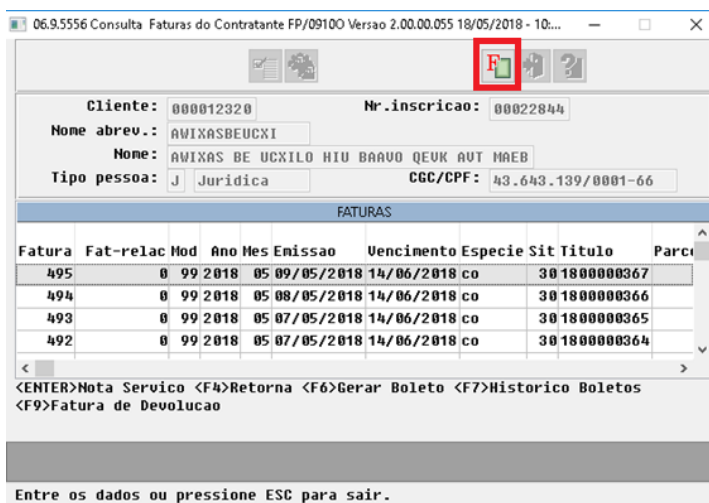 06.9.5556 Consulta Faturas do Contratante FP/0910O Versao 2.00.00.055 18/05/2018 - 10:...
F
Cliente: 000012320 Nr.inscricao: 00022844
Nome abrev.: AWIXASBEUCXI
Nome: AWIXAS BE UCXILO HIU BAAVO QEVK AVT MAEB
Tipo pessoa: J Juridica CGC/CPF: 43.643.139/0001-66
FATURAS
Fatura Fat-relac Mod Ano Mes Emissao Vencimento Especie Sit Titulo Parce
495 0 99 2018 05 09/05/2018 14/06/2018 co 30 1800000367
494 0 99 2018 05 08/05/2018 14/06/2018 co 30 1800000366
493 0 99 2018 05 07/05/2018 14/06/2018 co 30 1800000365
492 0 99 2018 05 07/05/2018 14/06/2018 co 30 1800000364
<ENTER>Nota Servico <F4>Retorna <F6>Gerar Boleto <F7>Historico Boletos
<F9>Fatura de Devolucao
Entre os dados ou pressione ESC para sair.